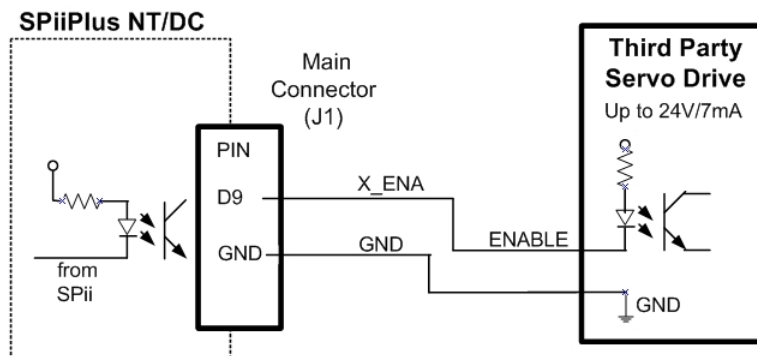 SPiiPlus NT/DC
Main
Connector
(J1)
PIN
D9
GND
from
SPii
X_ENA
GND
ENABLE
Third Party
Servo Drive
Up to 24V/7mA
GND